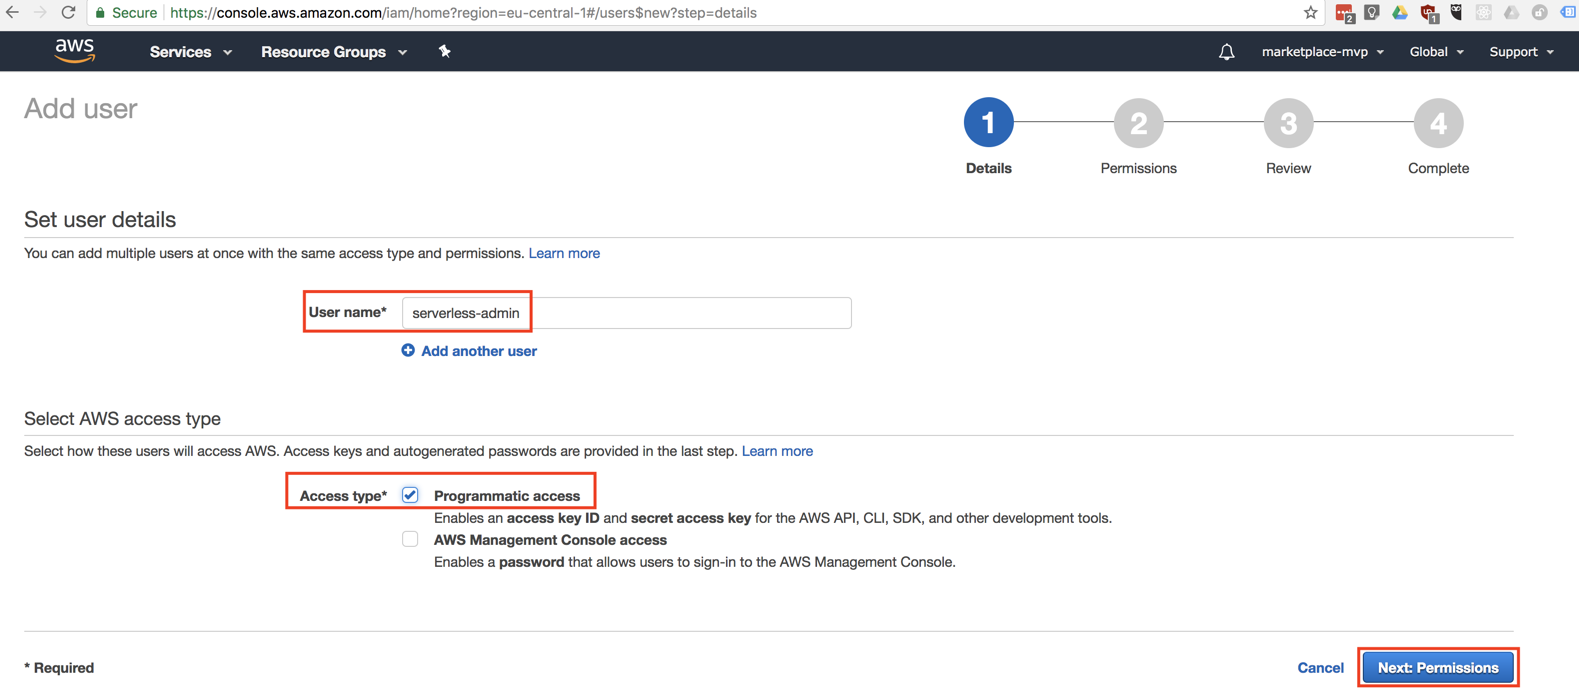 Secure https://console.aws.amazon.com/iam/home?region=eu-central-1#/users$new?step=details
2
1
aws Services Resource Groups marketplace-mvp Global Support
Add user
1 2 3 4
Details Permissions Review Complete
Set user details
You can add multiple users at once with the same access type and permissions. Learn more
User name* serverless-admin
Add another user
Select AWS access type
Select how these users will access AWS. Access keys and autogenerated passwords are provided in the last step. Learn more
Access type* Programmatic access
Enables an access key ID and secret access key for the AWS API, CLI, SDK, and other development tools.
AWS Management Console access
Enables a password that allows users to sign-in to the AWS Management Console.
* Required Cancel Next: Permissions